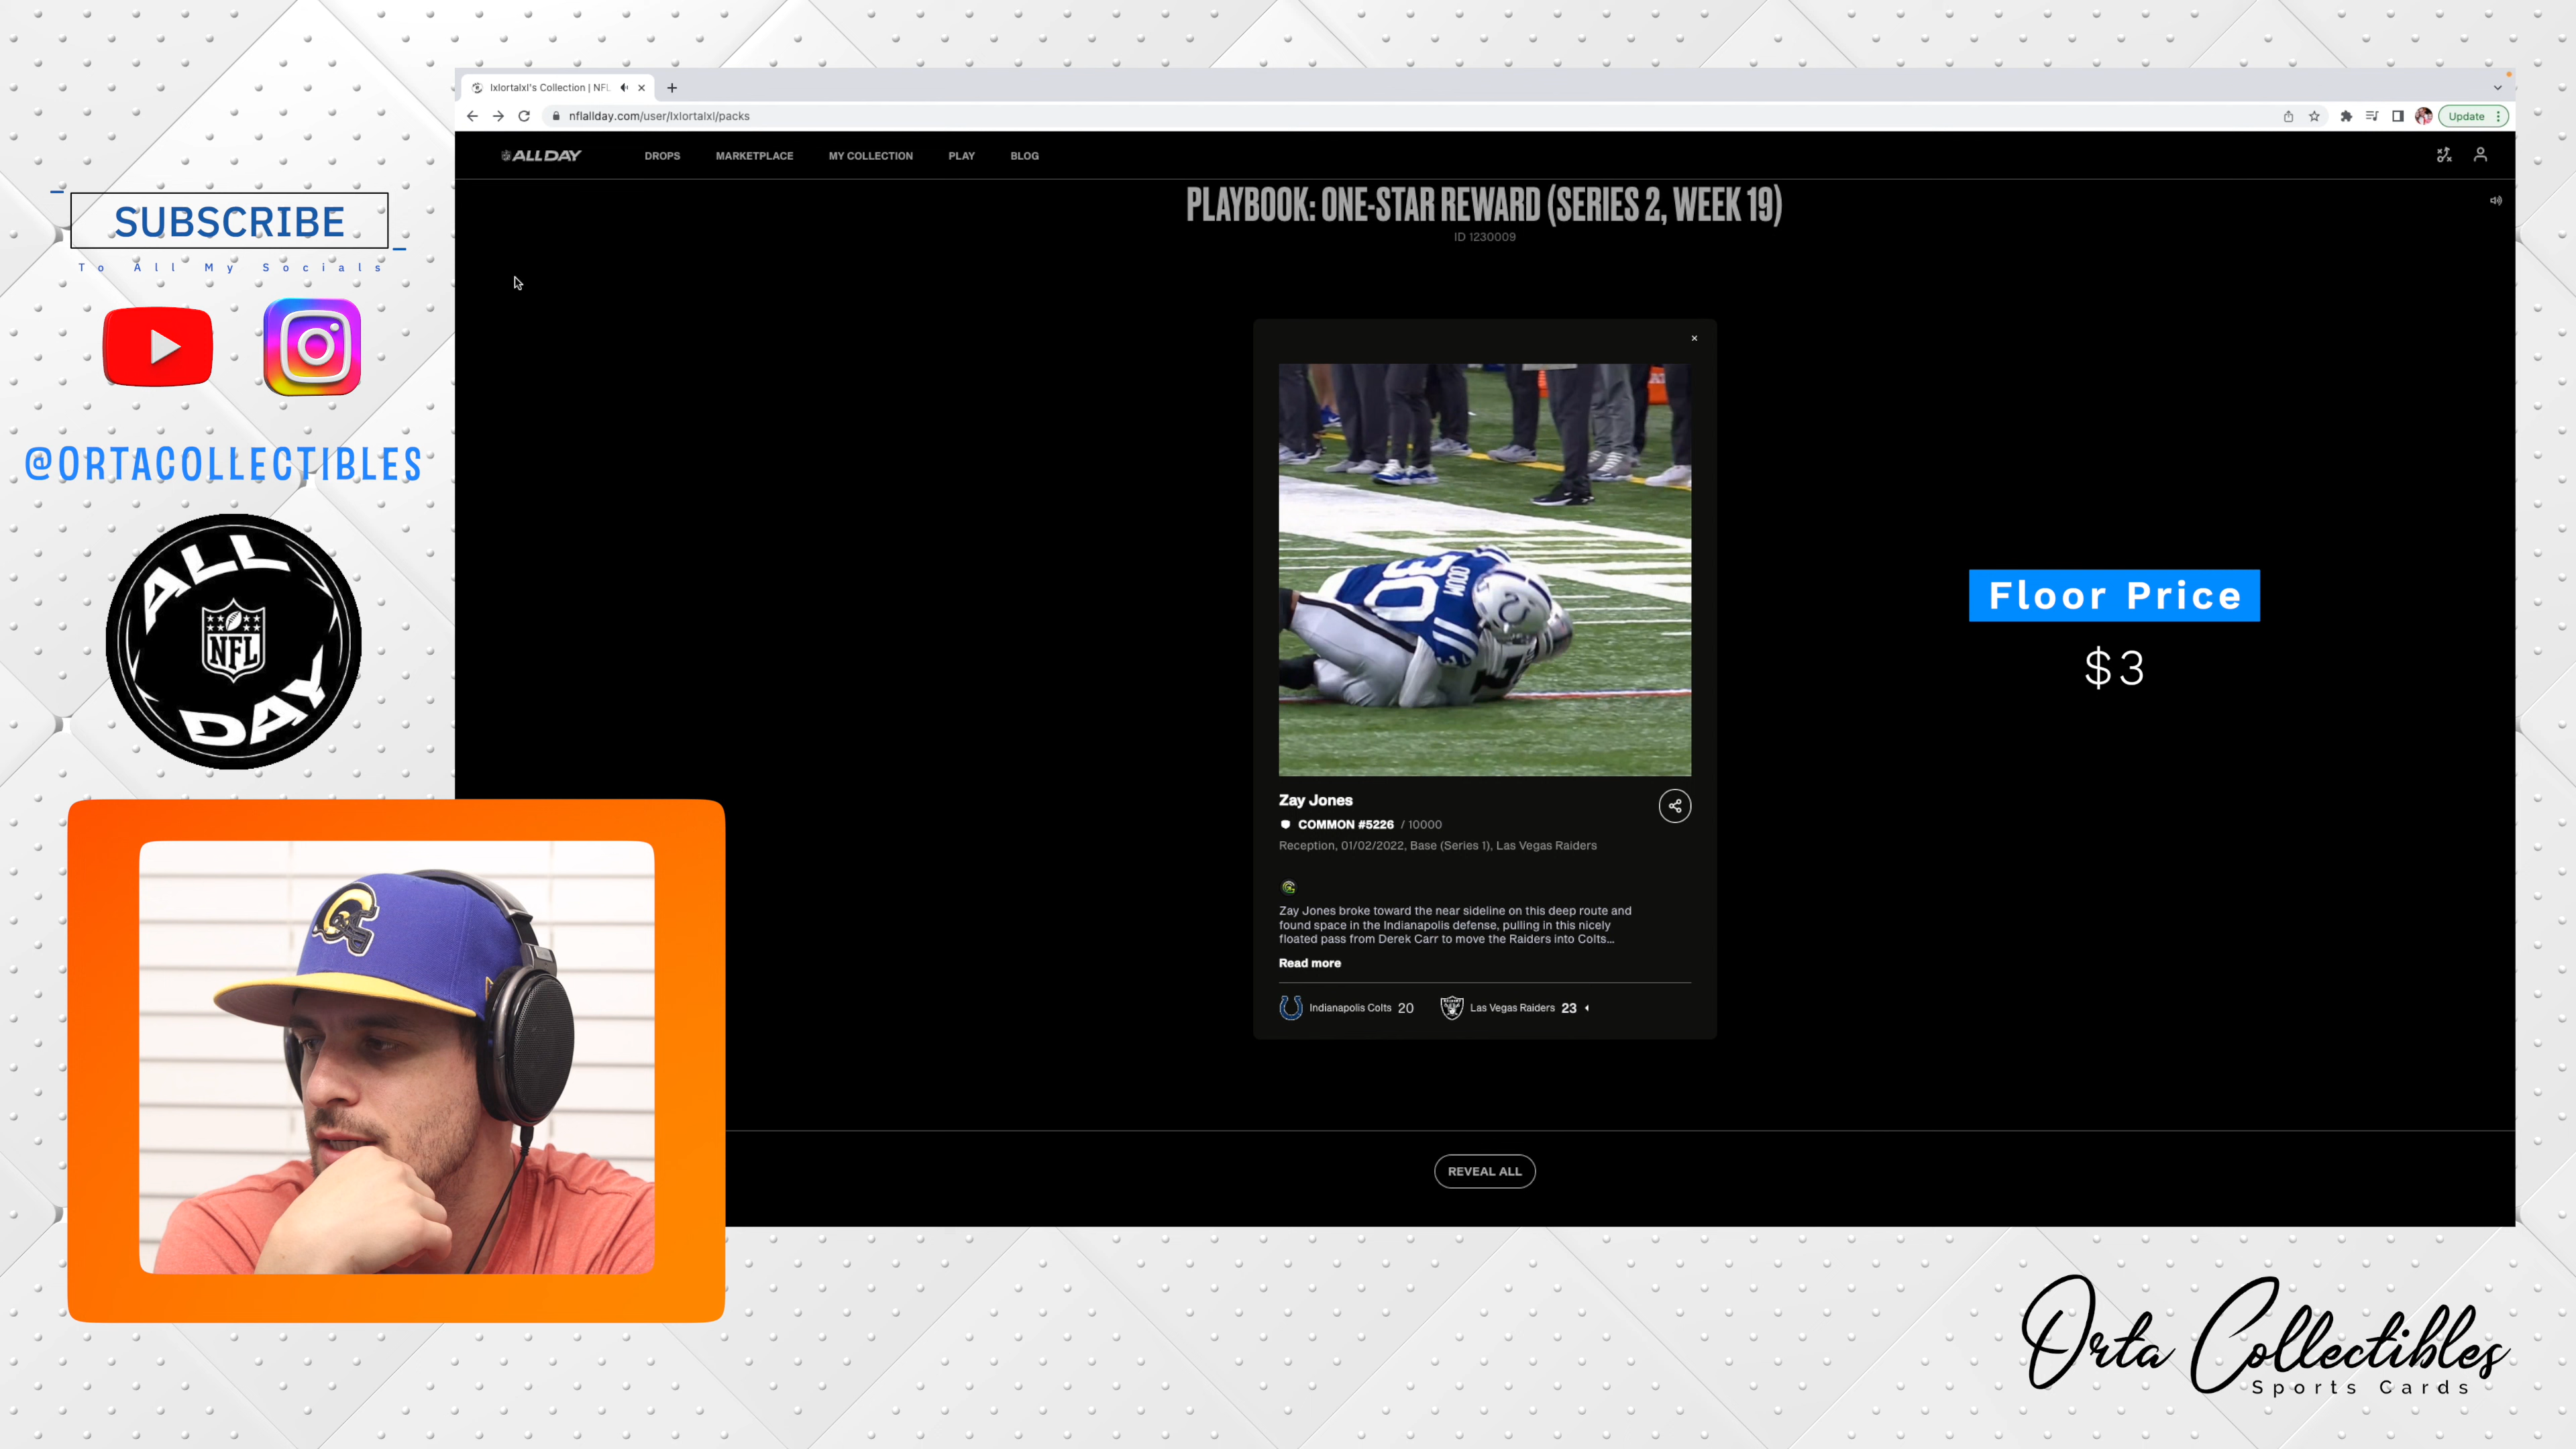 lxlortalxl's Collection | NFL
nflallday.com/user/lxlortalxl/packs
Update
ALL DAY
DROPS
MARKETPLACE
MY COLLECTION
PLAY
BLOG
PLAYBOOK: ONE-STAR REWARD (SERIES 2, WEEK 19)
ID 1230009
SUBSCRIBE
To All My Socials
@ORTACOLLECTIBLES
ALL
NFL
DAY
ODUM
30
Floor Price
$3
Zay Jones
COMMON #5226 / 10000
Reception, 01/02/2022, Base (Series 1), Las Vegas Raiders
Zay Jones broke toward the near sideline on this deep route and
found space in the Indianapolis defense, pulling in this nicely
floated pass from Derek Carr to move the Raiders into Colts...
Read more
Indianapolis Colts 20
Las Vegas Raiders 23
REVEAL ALL
Orta Collectibles
Sports Cards